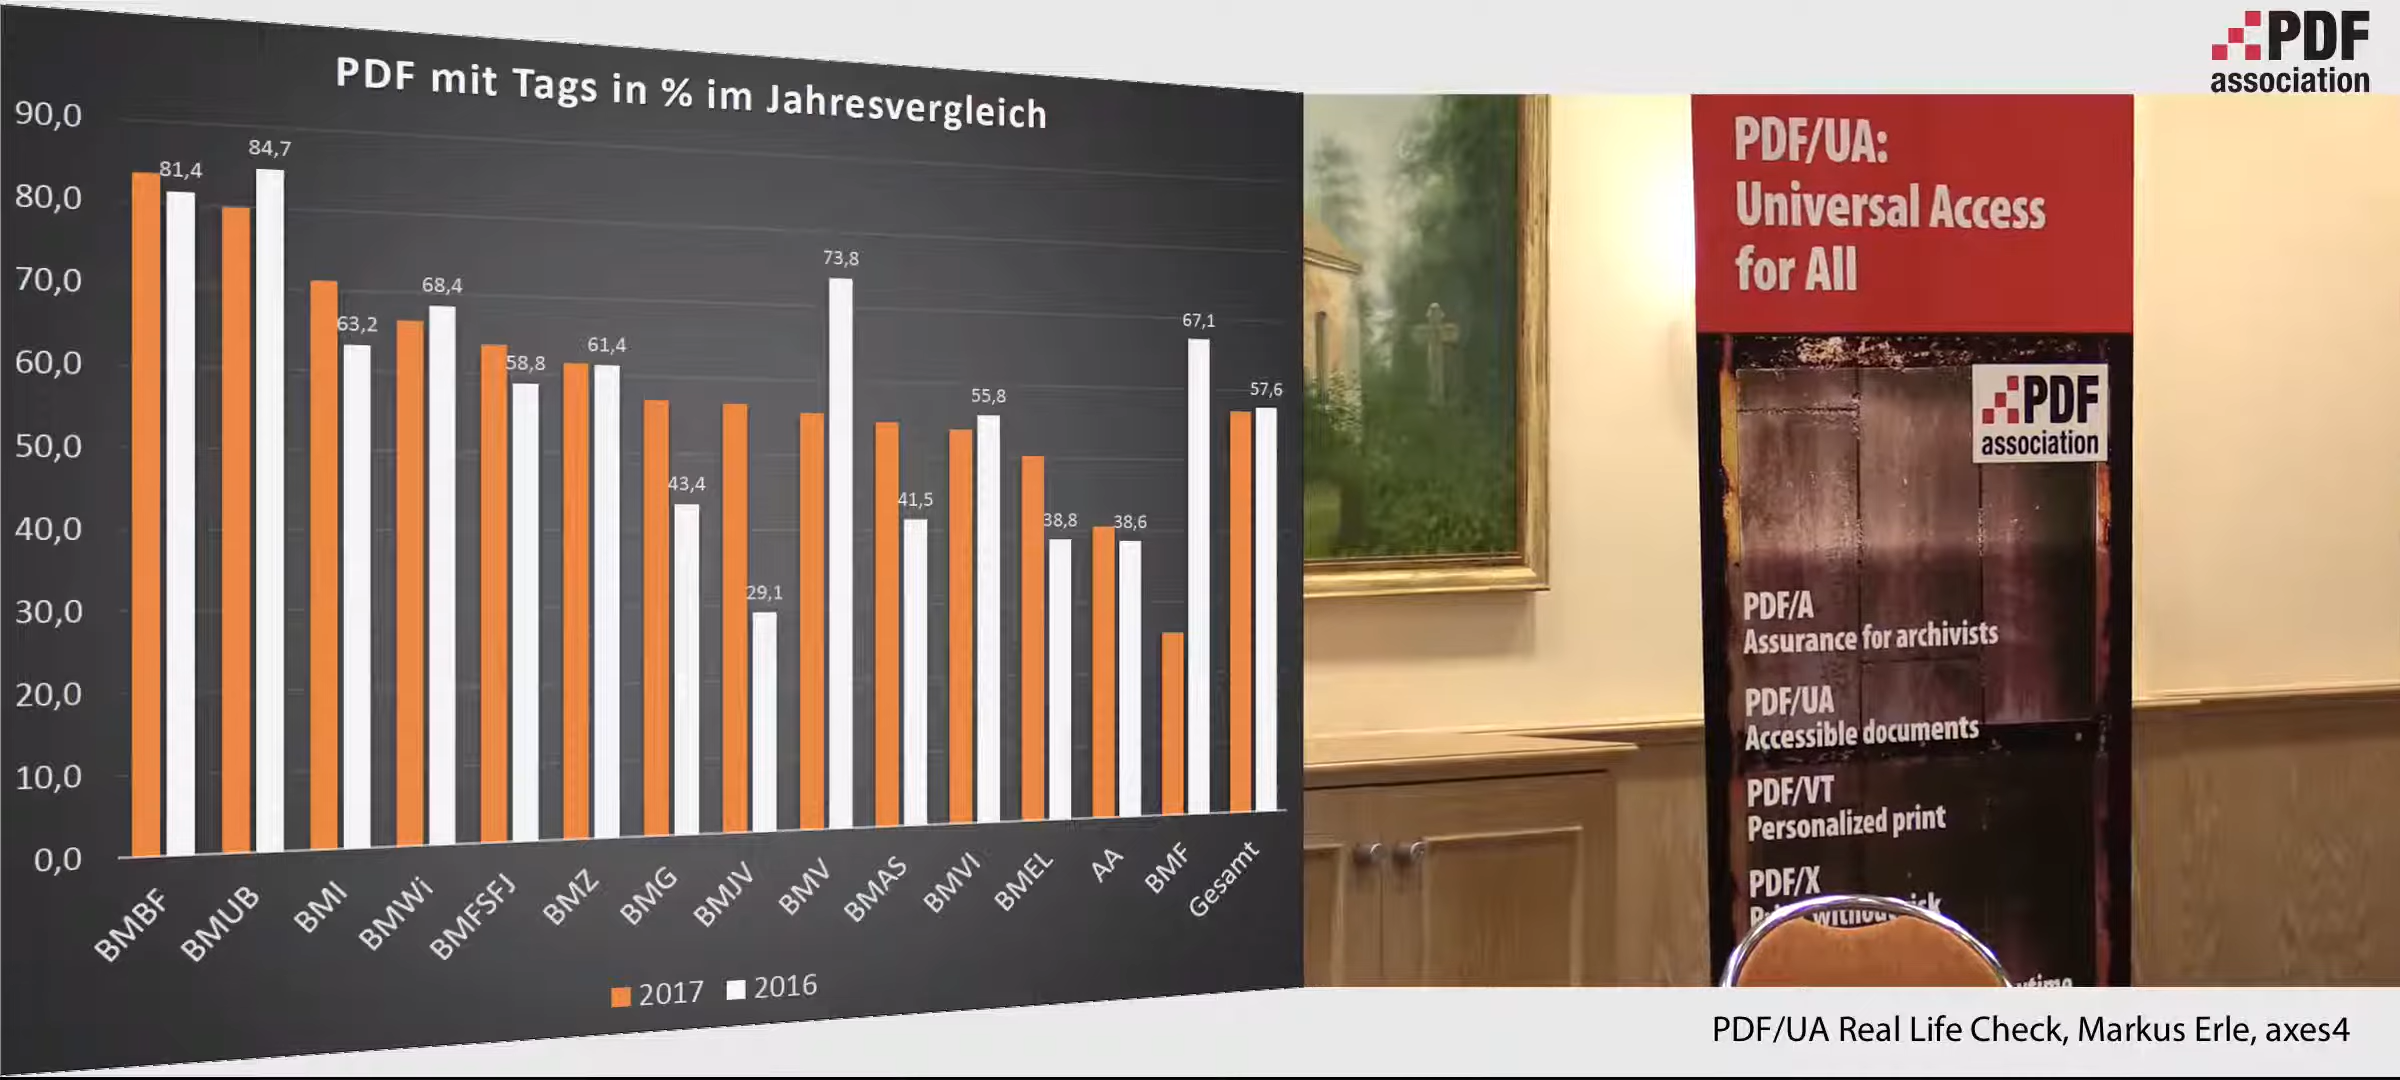 PDF mit Tags in % im Jahresvergleich
90,0
80,0
70,0
60,0
50,0
40,0
30,0
20,0
10,0
0,0
81,4
84,7
63,2
68,4
58,8
61,4
43,4
29,1
73,8
41,5
55,8
38,8
38,6
67,1
57,6
BMBF
BMUB
BMI
BMWi
BMFSFJ
BMZ
BMG
BMJV
BMV
BMAS
BMVI
BMEL
AA
BMF
Gesamt
2017 2016
PDF
association
PDF/UA:
Universal Access
for All
PDF
association
PDF/A
Assurance for archivists
PDF/UA
Accessible documents
PDF/VT
Personalized print
PDF/X
PDF/UA Real Life Check, Markus Erle, axes4